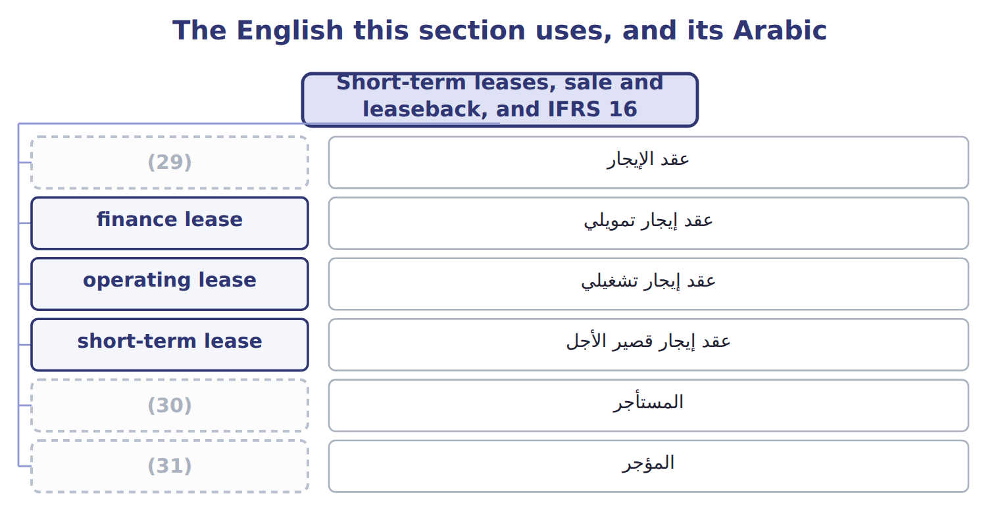 The English this section uses, and its Arabic
Short-term leases, sale and
leaseback, and IFRS 16
(29)
عقد الإيجار
finance lease
عقد إيجار تمويلي
operating lease
عقد إيجار تشغيلي
short-term lease
عقد إيجار قصير الأجل
(30)
المستأجر
(31)
المؤجر